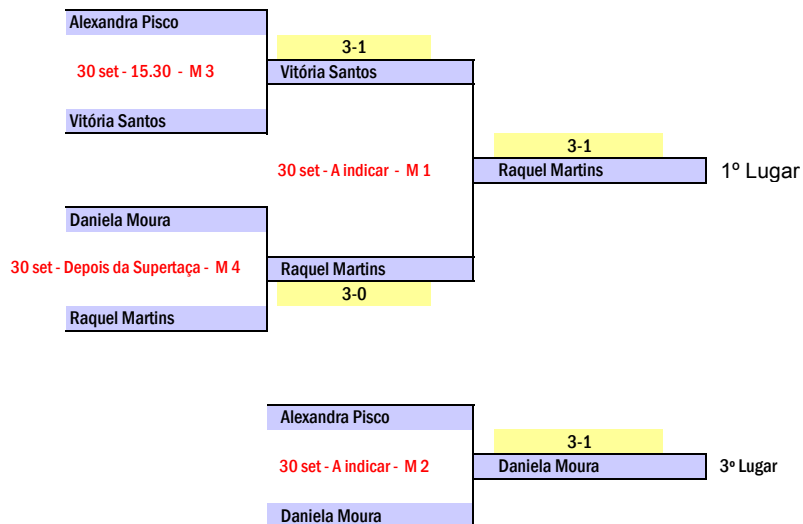 Alexandra Pisco
3-1
30 set - 15.30 - M 3
Vitória Santos
Vitória Santos
3-1
30 set - A indicar - M 1
Raquel Martins
1º Lugar
Daniela Moura
30 set - Depois da Supertaça - M 4
Raquel Martins
3-0
Raquel Martins
Alexandra Pisco
3-1
30 set - A indicar - M 2
Daniela Moura
3º Lugar
Daniela Moura